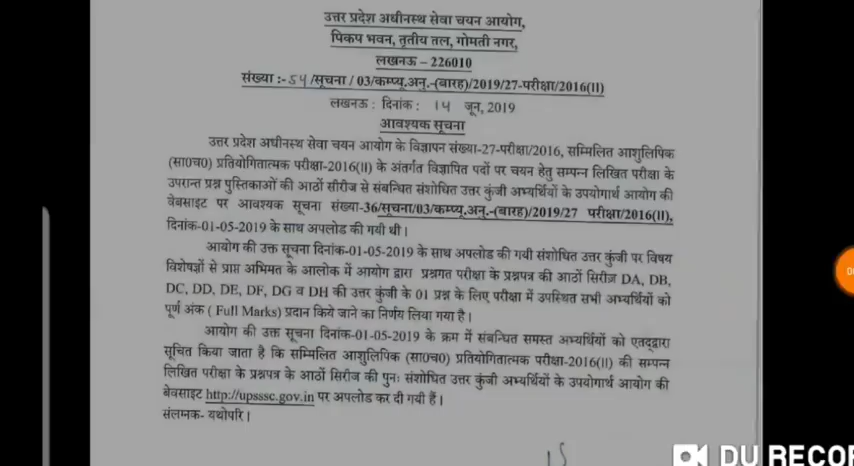 उत्तर प्रदेश अधीनस्थ सेवा चयन आयोग,
पिकप भवन, तृतीय तल, गोमती नगर,
लखनऊ – 226010
संख्या :- 54/सूचना / 03/कम्प्यू.अनु.-(बारह)/2019/27-परीक्षा/2016(II)
लखनऊ : दिनांक : 14 जून, 2019
आवश्यक सूचना
उत्तर प्रदेश अधीनस्थ सेवा चयन आयोग के विज्ञापन संख्या-27-परीक्षा/2016, सम्मिलित आशुलिपिक
(सा0च0) प्रतियोगितात्मक परीक्षा-2016(II) के अंतर्गत विज्ञापित पदों पर चयन हेतु सम्पन्न लिखित परीक्षा के
उपरान्त प्रश्न पुस्तिकाओं की आठों सीरीज से संबन्धित संशोधित उत्तर कुंजी अभ्यर्थियों के उपयोगार्थ आयोग की
वेबसाइट पर आवश्यक सूचना संख्या-36/सूचना/03/कम्प्यू.अनु.-(बारह)/2019/27 परीक्षा/2016(II),
दिनांक-01-05-2019 के साथ अपलोड की गयी थी।
आयोग की उक्त सूचना दिनांक-01-05-2019 के साथ अपलोड की गयी संशोधित उत्तर कुंजी पर विषय
विशेषज्ञों से प्राप्त अभिमत के आलोक में आयोग द्वारा प्रश्नगत परीक्षा के प्रश्नपत्र की आठों सिरीज DA, DB,
DC, DD, DE, DF, DG व DH की उत्तर कुंजी के 01 प्रश्न के लिए परीक्षा में उपस्थित सभी अभ्यर्थियों को
पूर्ण अंक ( Full Marks) प्रदान किये जाने का निर्णय लिया गया है।
आयोग की उक्त सूचना दिनांक-01-05-2019 के क्रम में संबन्धित समस्त अभ्यर्थियों को एतद्द्वारा
सूचित किया जाता है कि सम्मिलित आशुलिपिक (सा0च0) प्रतियोगितात्मक परीक्षा-2016(II) की सम्पन्न
लिखित परीक्षा के प्रश्नपत्र के आठों सिरीज की पुनः संशोधित उत्तर कुंजी अभ्यर्थियों के उपयोगार्थ आयोग की
बेवसाइट http://upsssc.gov.in पर अपलोड कर दी गयी हैं।
संलग्नक- यथोपरि।
DU RECOR